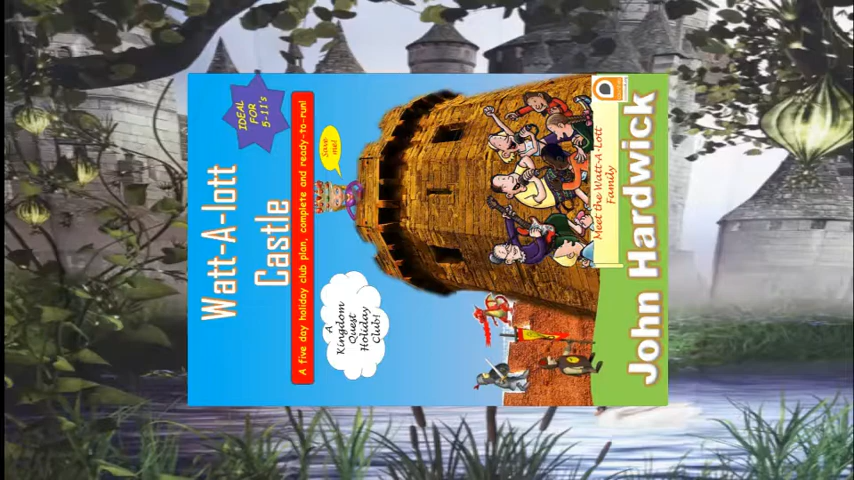 Watt-A-lott
Castle
IDEAL
FOR
5-11's
A five day holiday club plan, complete and ready-to-run!
Save
me!
A
Kingdom
Quest
Holiday
Club!
Meet the Watt-A-Lott
Family
John Hardwick